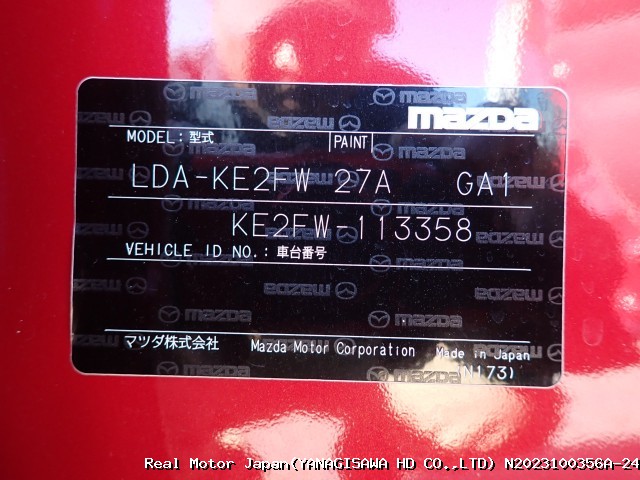 mazda
MODEL:型式 PAINT
LDA-KE2FW 27A GA1
KE2FW-113358
VEHICLE ID NO.:車台番号
マツダ株式会社 Mazda Motor Corporation Made in Japan
(N173)
Real Motor Japan(YANAGISAWA HD CO.,LTD) N2023100356A-24